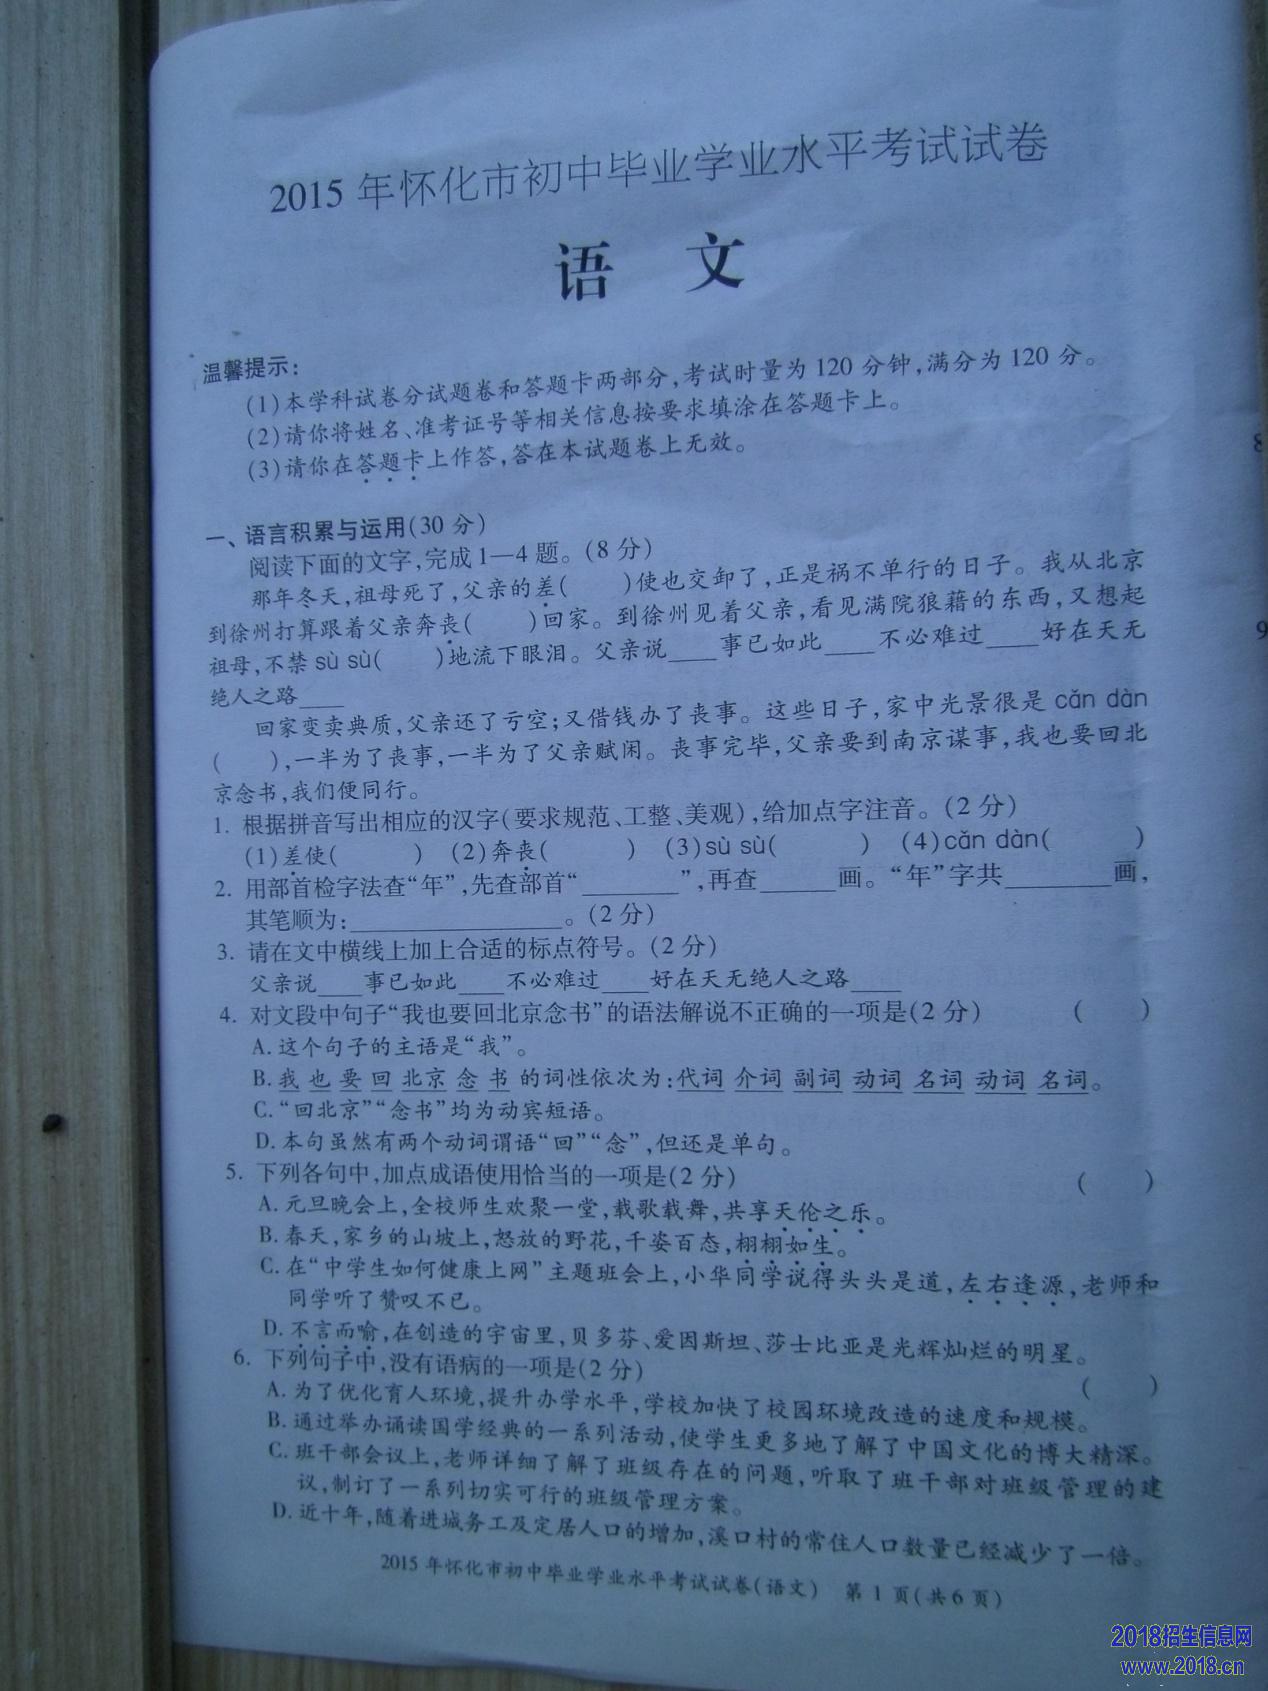 2015 年怀化市初中毕业学业水平考试试卷
语 文
温馨提示:
(1)本学科试卷分试题卷和答题卡两部分,考试时量为 120 分钟,满分为 120 分。
(2)请你将姓名、准考证号等相关信息按要求填涂在答题卡上。
(3)请你在答题卡上作答,答在本试题卷上无效。
一、语言积累与运用(30 分)
阅读下面的文字,完成 1—4 题。(8 分)
那年冬天,祖母死了,父亲的差(  )使也交卸了,正是祸不单行的日子。我从北京
到徐州打算跟着父亲奔丧(  )回家。到徐州见着父亲,看见满院狼藉的东西,又想起
祖母,不禁 sù sù(  )地流下眼泪。父亲说____事已如此____不必难过____好在天无
绝人之路____
回家变卖典质,父亲还了亏空;又借钱办了丧事。这些日子,家中光景很是 cǎn dàn
(  ),一半为了丧事,一半为了父亲赋闲。丧事完毕,父亲要到南京谋事,我也要回北
京念书,我们便同行。
1. 根据拼音写出相应的汉字(要求规范、工整、美观),给加点字注音。(2 分)
(1)差使(  ) (2)奔丧(  ) (3)sù sù(  ) (4)cǎn dàn(  )
2. 用部首检字法查“年”,先查部首“________”,再查______画。“年”字共________画,
其笔顺为:________________。(2 分)
3. 请在文中横线上加上合适的标点符号。(2 分)
父亲说____事已如此____不必难过____好在天无绝人之路____
4. 对文段中句子“我也要回北京念书”的语法解说不正确的一项是(2 分) (  )
A. 这个句子的主语是“我”。
B. 我 也 要 回 北京 念 书 的词性依次为:代词 介词 副词 动词 名词 动词 名词。
C. “回北京”“念书”均为动宾短语。
D. 本句虽然有两个动词谓语“回”“念”,但还是单句。
5. 下列各句中,加点成语使用恰当的一项是(2 分) (  )
A. 元旦晚会上,全校师生欢聚一堂,载歌载舞,共享天伦之乐。
B. 春天,家乡的山坡上,怒放的野花,千姿百态,栩栩如生。
C. 在“中学生如何健康上网”主题班会上,小华同学说得头头是道,左右逢源,老师和
同学听了赞叹不已。
D. 不言而喻,在创造的宇宙里,贝多芬、爱因斯坦、莎士比亚是光辉灿烂的明星。
6. 下列句子中,没有语病的一项是(2 分) (  )
A. 为了优化育人环境,提升办学水平,学校加快了校园环境改造的速度和规模。
B. 通过举办诵读国学经典的一系列活动,使学生更多地了解了中国文化的博大精深。
C. 班干部会议上,老师详细了解了班级存在的问题,听取了班干部对班级管理的建
议,制订了一系列切实可行的班级管理方案。
D. 近十年,随着进城务工及定居人口的增加,溪口村的常住人口数量已经减少了一倍。
2015 年怀化市初中毕业学业水平考试试卷(语文) 第 1 页(共 6 页)
8
9
2018招生信息网
www.2018.cn